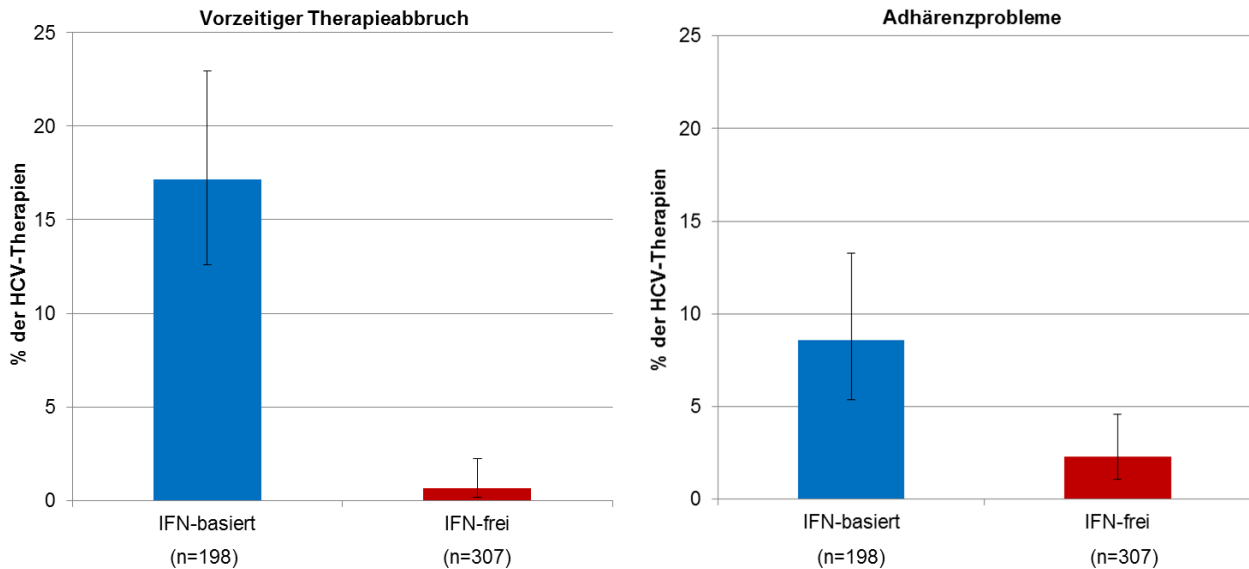 Vorzeitiger Therapieabbruch
% der HCV-Therapien
25
20
15
10
5
0
IFN-basiert
IFN-frei
(n=198)
(n=307)
Adhärenzprobleme
% der HCV-Therapien
25
20
15
10
5
0
IFN-basiert
IFN-frei
(n=198)
(n=307)